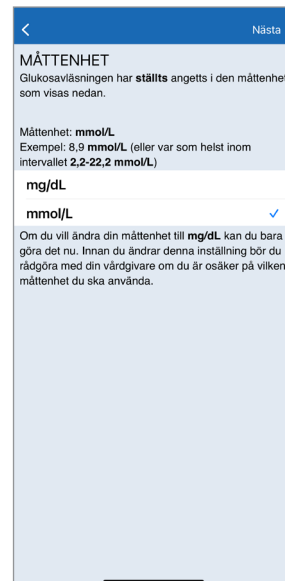 Nästa
MÅTTENHET
Glukosavläsningen har ställts angetts i den måttenhet
som visas nedan.
Måttenhet: mmol/L
Exempel: 8,9 mmol/L (eller var som helst inom
intervallet 2,2-22,2 mmol/L)
mg/dL
mmol/L
Om du vill ändra din måttenhet till mg/dL kan du bara
göra det nu. Innan du ändrar denna inställning bör du
rådgöra med din vårdgivare om du är osäker på vilken
måttenhet du ska använda.